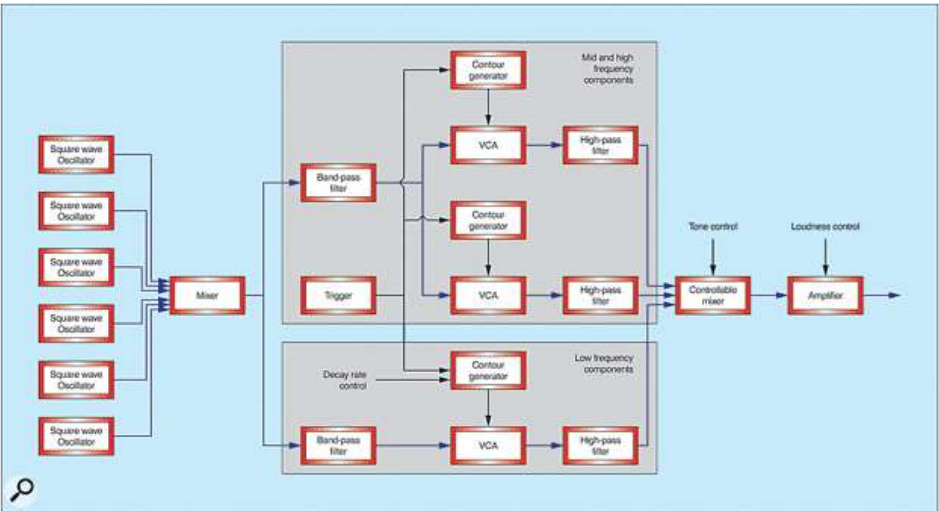 Contour
generator
Mid and high
frequency
components
Square wave
Oscillator
VCA
High-pass
filter
Band-pass
filter
Square wave
Oscillator
Contour
generator
Tone control
Loudness control
Square wave
Oscillator
Mixer
Trigger
VCA
High-pass
filter
Controllable
mixer
Amplifier
Square wave
Oscillator
Decay rate
control
Contour
generator
Low frequency
components
Square wave
Oscillator
Square wave
Oscillator
Band-pass
filter
VCA
High-pass
filter